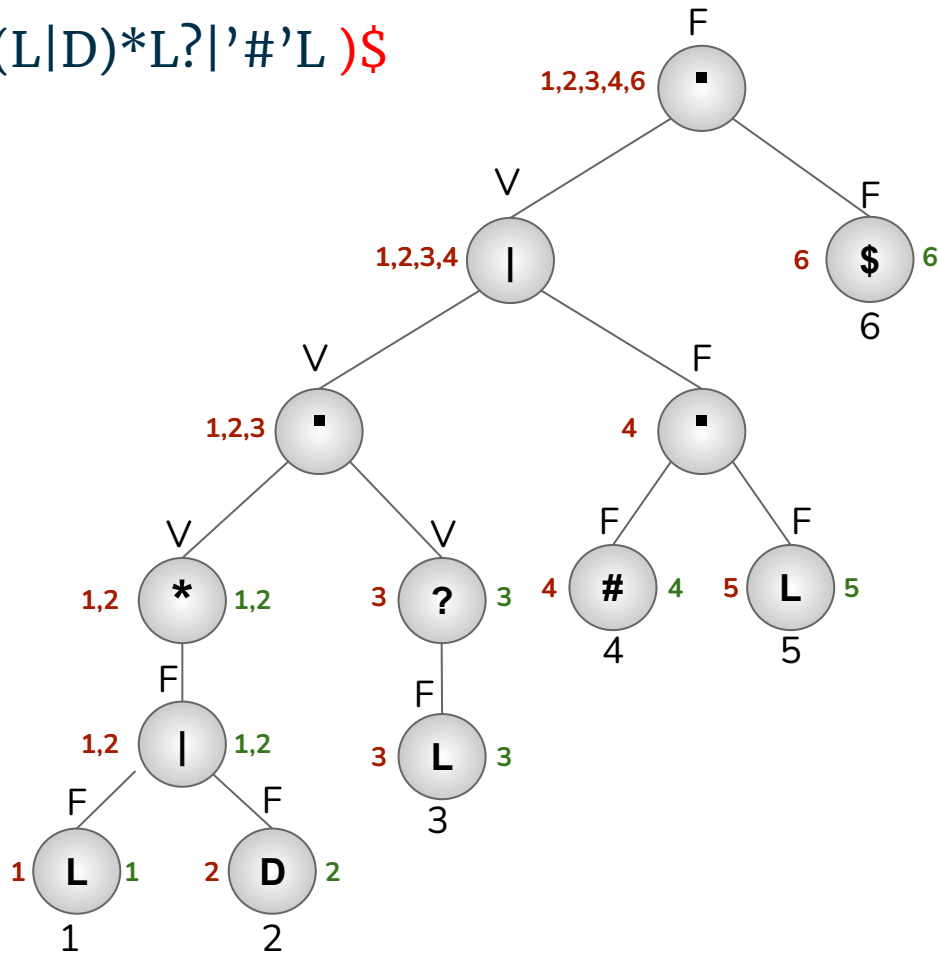 (L|D)*L?|’#’L )$
F
1,2,3,4,6 ▪
V F
1,2,3,4 | 6 $ 6
6
V F
1,2,3 ▪ 4 ▪
V V F F
1,2 * 1,2 3 ? 3 4 # 4 5 L 5
4 5
F F
1,2 | 1,2 3 L 3
3
F F
1 L 1 2 D 2
1 2